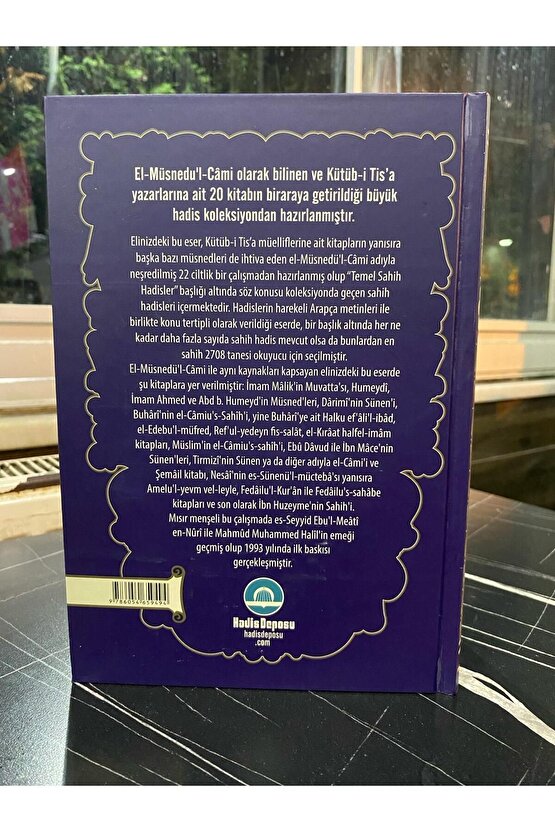 El-Müsnedu'l-Câmi olarak bilinen ve Kütüb-i Tis'a
yazarlarına ait 20 kitabın biraraya getirildiği büyük
hadis koleksiyondan hazırlanmıştır.
Elinizdeki bu eser, Kütüb-i Tis'a müelliflerine ait kitapların yanısıra
başka bazı müsnedleri de ihtiva eden el-Müsnedü'l-Câmi adıyla
neşredilmiş 22 ciltlik bir çalışmadan hazırlanmış olup "Temel Sahih
Hadisler" başlığı altında söz konusu koleksiyonda geçen sahih
hadisleri içermektedir. Hadislerin harekeli Arapça metinleri ile
birlikte konu tertipli olarak verildiği eserde, bir başlık altında her ne
kadar daha fazla sayıda sahih hadis mevcut olsa da bunlardan en
sahih 2708 tanesi okuyucu için seçilmiştir.
El-Müsnedü'l-Câmi ile aynı kaynakları kapsayan elinizdeki bu eserde
şu kitaplara yer verilmiştir: İmam Mâlik'in Muvatta'sı, Humeydî,
İmam Ahmed ve Abd b. Humeyd'in Müsned'leri, Dârimî'nin Sünen'i,
Buhârî'nin el-Câmiu's-Sahîh'i, yine Buhârî'ye ait Halku ef'âli'l-ibâd,
el-Edebu'l-müfred, Ref'ul-yedeyn fis-salât, el-Kırâat halfel-imâm
kitapları, Müslim'in el-Câmiu's-sahîh'i, Ebû Dâvud ile İbn Mâce'nin
Sünen'leri, Tirmizî'nin Sünen ya da diğer adıyla el-Câmi'i ve
Şemâil kitabı, Nesâî'nin es-Sünenü'l-müctebâ'sı yanısıra
Amelu'l-yevm vel-leyle, Fedâilu'l-Kur'ân ile Fedâilu's-sahâbe
kitapları ve son olarak İbn Huzeyme'nin Sahih'i.
Mısır menşeli bu çalışmada es-Seyyid Ebu'l-Meâtî
en-Nûrî ile Mahmûd Muhammed Halîl'in emeği
geçmiş olup 1993 yılında ilk baskısı
gerçekleşmiştir.
9 786054 659494
HadisDeposu
hadisdeposu
.com